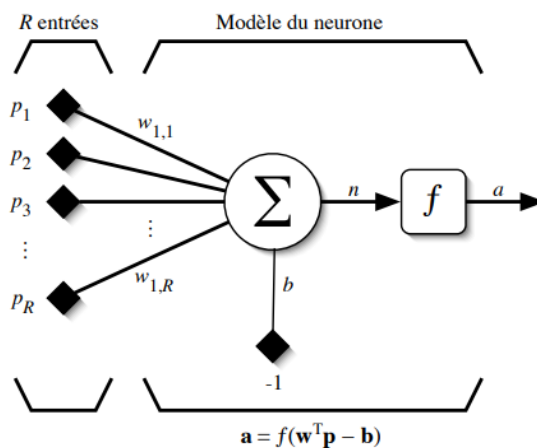 R entrées
Modèle du neurone
p1
w1,1
p2
p3
⋮
⋮
pR
w1,R
Σ
n
f
a
b
-1
a = f(wᵀp – b)